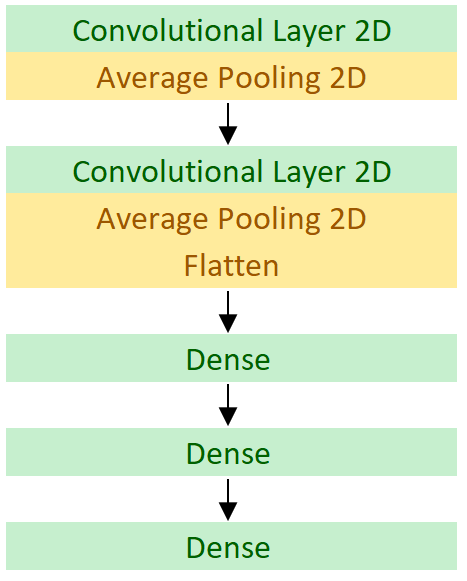 Convolutional Layer 2D
Average Pooling 2D
Convolutional Layer 2D
Average Pooling 2D
Flatten
Dense
Dense
Dense